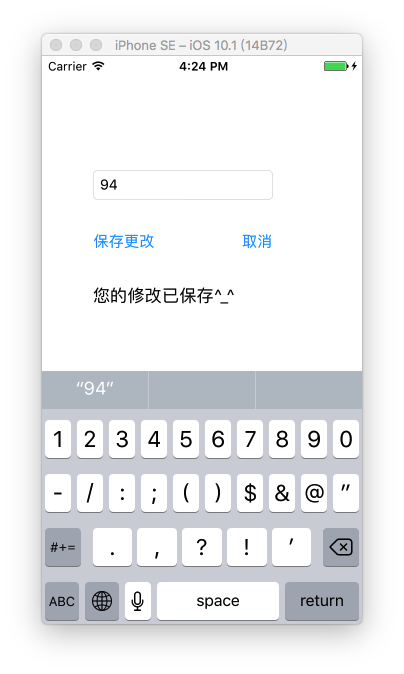 iPhone SE – iOS 10.1 (14B72)
Carrier 4:24 PM
94
保存更改 取消
您的修改已保存^_^
“94”
1 2 3 4 5 6 7 8 9 0
- / : ; ( ) $ & @ ”
#+= . , ? ! ’
ABC space return